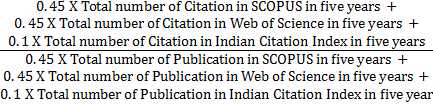 0.45 X Total number of Citation in SCOPUS in five years +
0.45 X Total number of Citation in Web of Science in five years +
0.1 X Total number of Citation in Indian Citation Index in five years
0.45 X Total number of Publication in SCOPUS in five years +
0.45 X Total number of Publication in Web of Science in five years +
0.1 X Total number of Publication in Indian Citation Index in five year